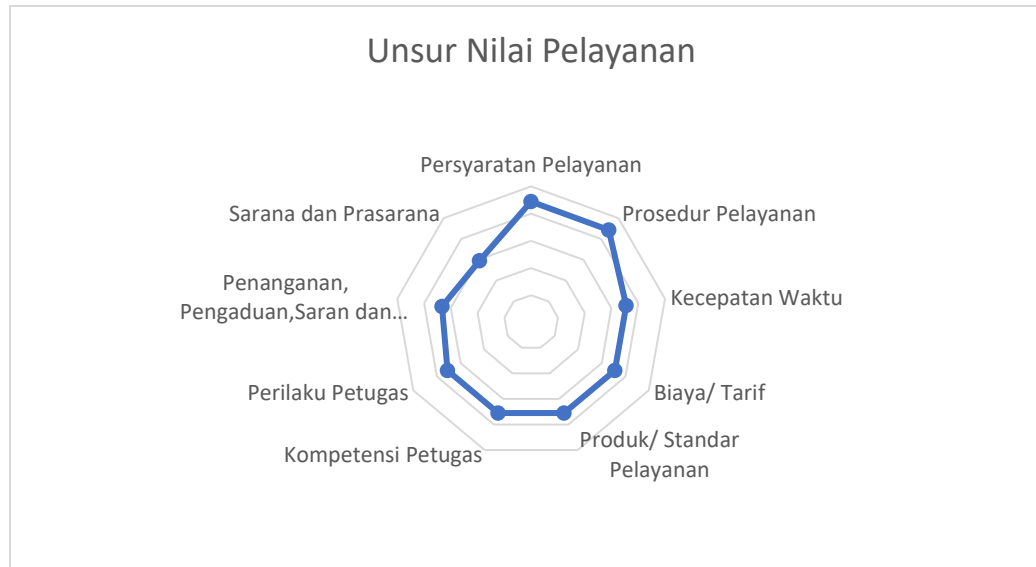 Unsur Nilai Pelayanan
Persyaratan Pelayanan
Prosedur Pelayanan
Kecepatan Waktu
Biaya/ Tarif
Produk/ Standar
Pelayanan
Kompetensi Petugas
Perilaku Petugas
Penanganan,
Pengaduan,Saran dan...
Sarana dan Prasarana